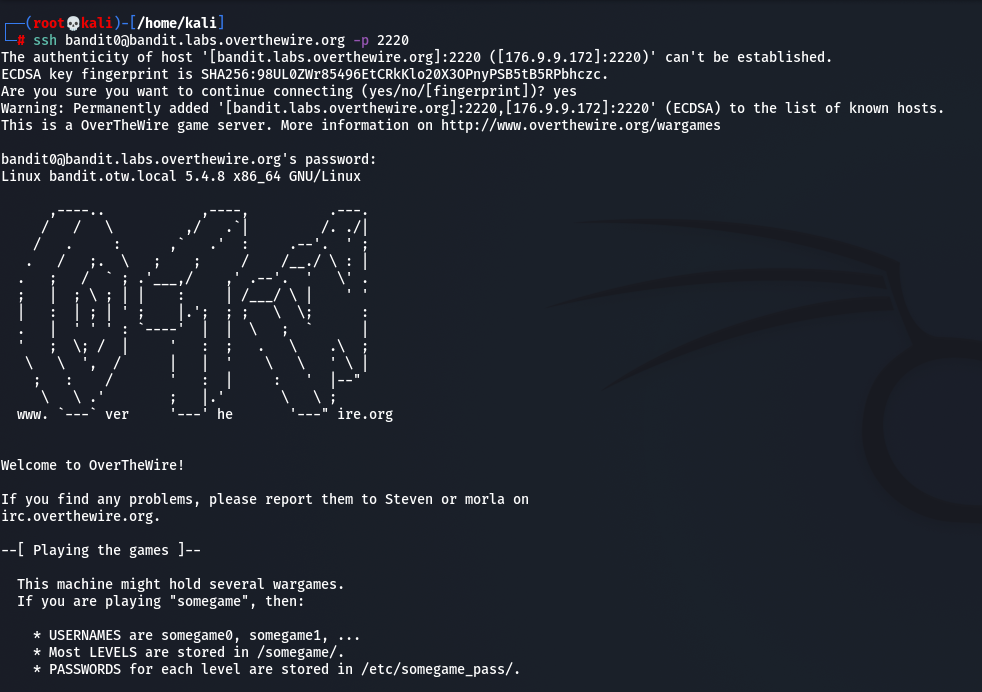 ┌──(root💀kali)-[/home/kali]
└─# ssh bandit0@bandit.labs.overthewire.org -p 2220
The authenticity of host '[bandit.labs.overthewire.org]:2220 ([176.9.9.172]:2220)' can't be established.
ECDSA key fingerprint is SHA256:98UL0ZWr85496EtCRkKlo20X3OPnyPSB5tB5RPbhczc.
Are you sure you want to continue connecting (yes/no/[fingerprint])? yes
Warning: Permanently added '[bandit.labs.overthewire.org]:2220,[176.9.9.172]:2220' (ECDSA) to the list of known hosts.
This is a OverTheWire game server. More information on http://www.overthewire.org/wargames
bandit0@bandit.labs.overthewire.org's password:
Linux bandit.otw.local 5.4.8 x86_64 GNU/Linux
www. `---` ver '---' he '---" ire.org
Welcome to OverTheWire!
If you find any problems, please report them to Steven or morla on
irc.overthewire.org.
--[ Playing the games ]--
This machine might hold several wargames.
If you are playing "somegame", then:
* USERNAMES are somegame0, somegame1, ...
* Most LEVELS are stored in /somegame/.
* PASSWORDS for each level are stored in /etc/somegame_pass/.